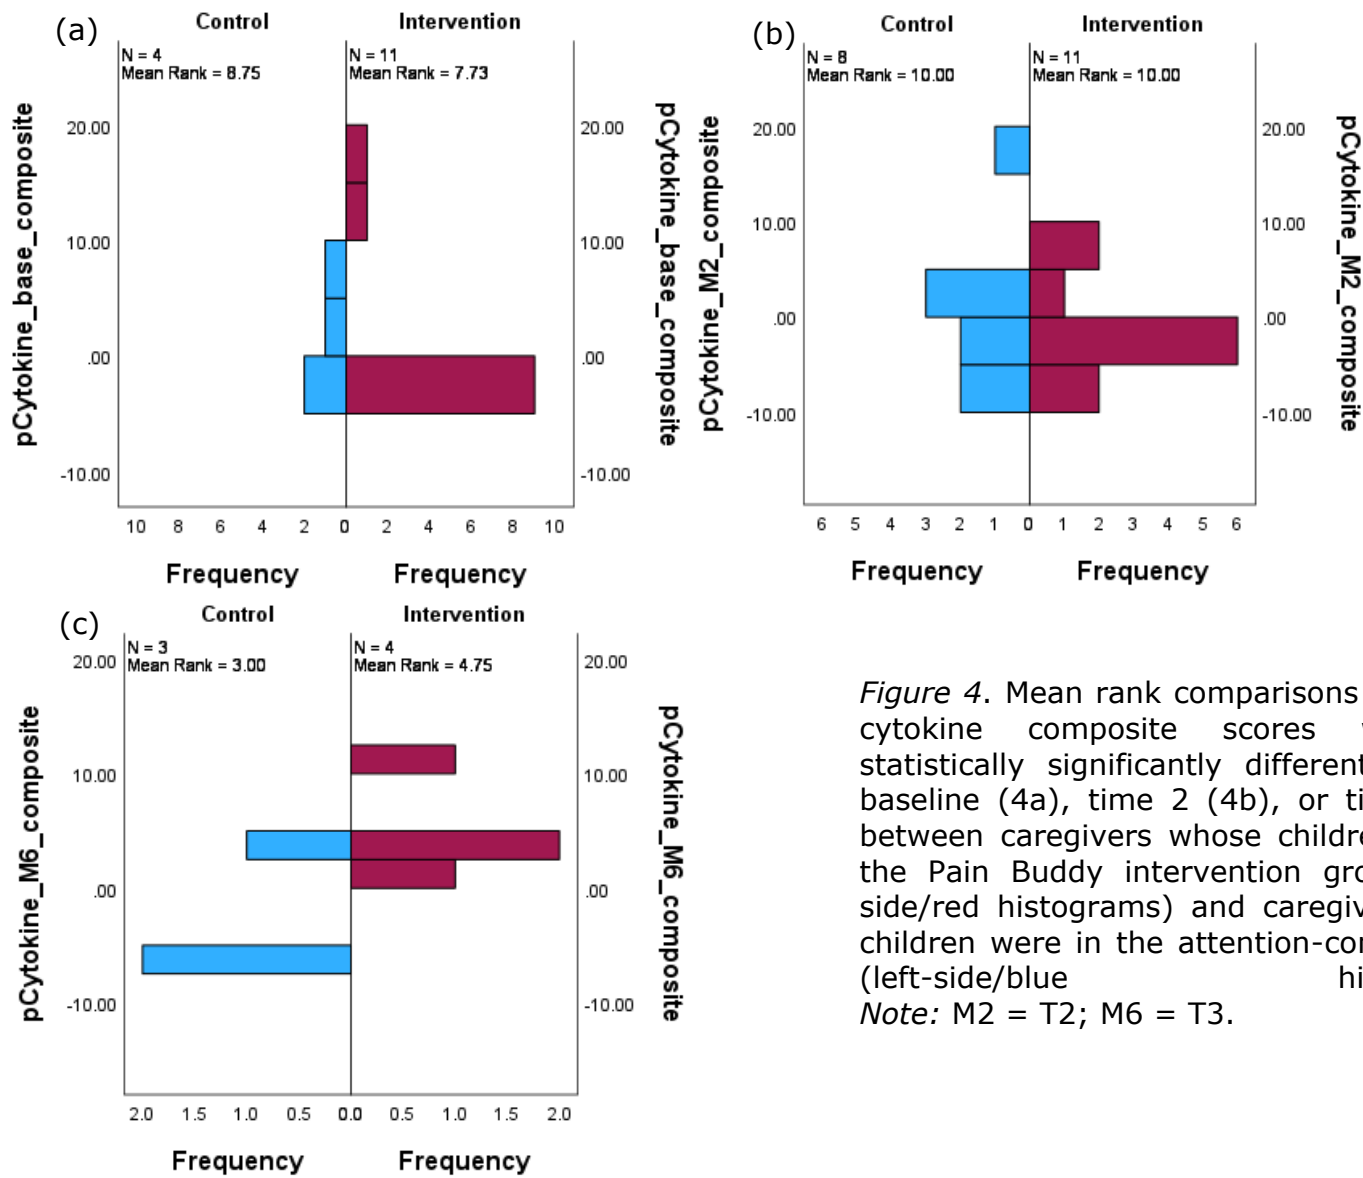 (a)
Control Intervention
N = 4
Mean Rank = 8.75
N = 11
Mean Rank = 7.73
pCytokine_base_composite
20.00
10.00
.00
-10.00
20.00
10.00
.00
-10.00
pCytokine_base_composite
10 8 6 4 2 0 2 4 6 8 10
Frequency Frequency
(b)
Control Intervention
N = 8
Mean Rank = 10.00
N = 11
Mean Rank = 10.00
pCytokine_M2_composite
20.00
10.00
.00
-10.00
20.00
10.00
.00
-10.00
pCytokine_M2_composite
6 5 4 3 2 1 0 1 2 3 4 5 6
Frequency Frequency
(c)
Control Intervention
N = 3
Mean Rank = 3.00
N = 4
Mean Rank = 4.75
pCytokine_M6_composite
20.00
10.00
.00
-10.00
20.00
10.00
.00
-10.00
pCytokine_M6_composite
2.0 1.5 1.0 0.5 0.0 0.5 1.0 1.5 2.0
Frequency Frequency
Figure 4. Mean rank comparisons
cytokine composite scores
statistically significantly different
baseline (4a), time 2 (4b), or
between caregivers whose
the Pain Buddy intervention
side/red histograms) and
children were in the
(left-side/blue
Note: M2 = T2; M6 = T3.